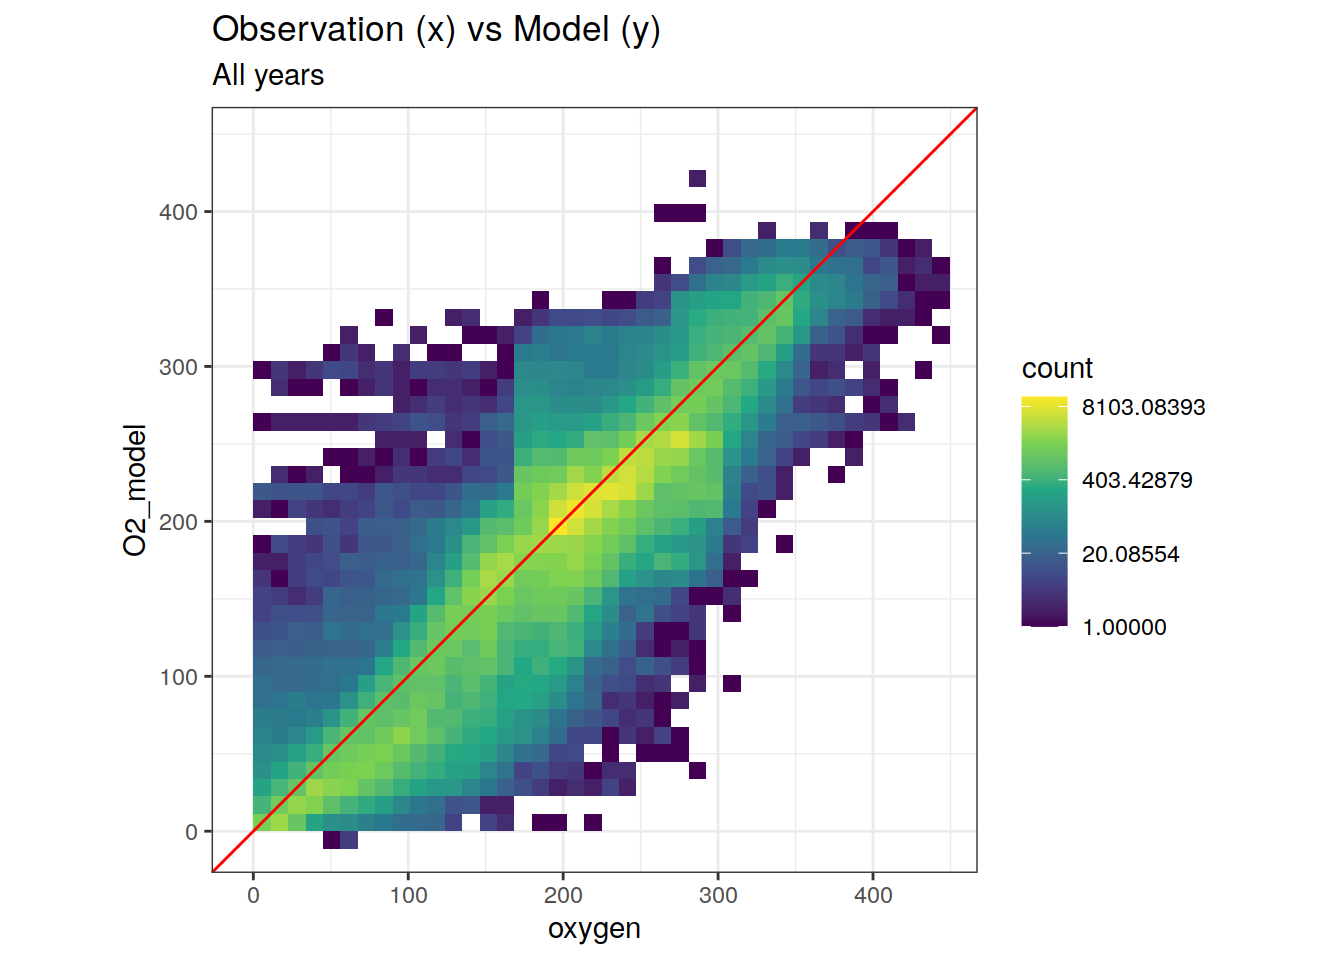 Observation (x) vs Model (y)
All years
400
300
200
100
0
O2_model
0 100 200 300 400
oxygen
count
8103.08393
403.42879
20.08554
1.00000